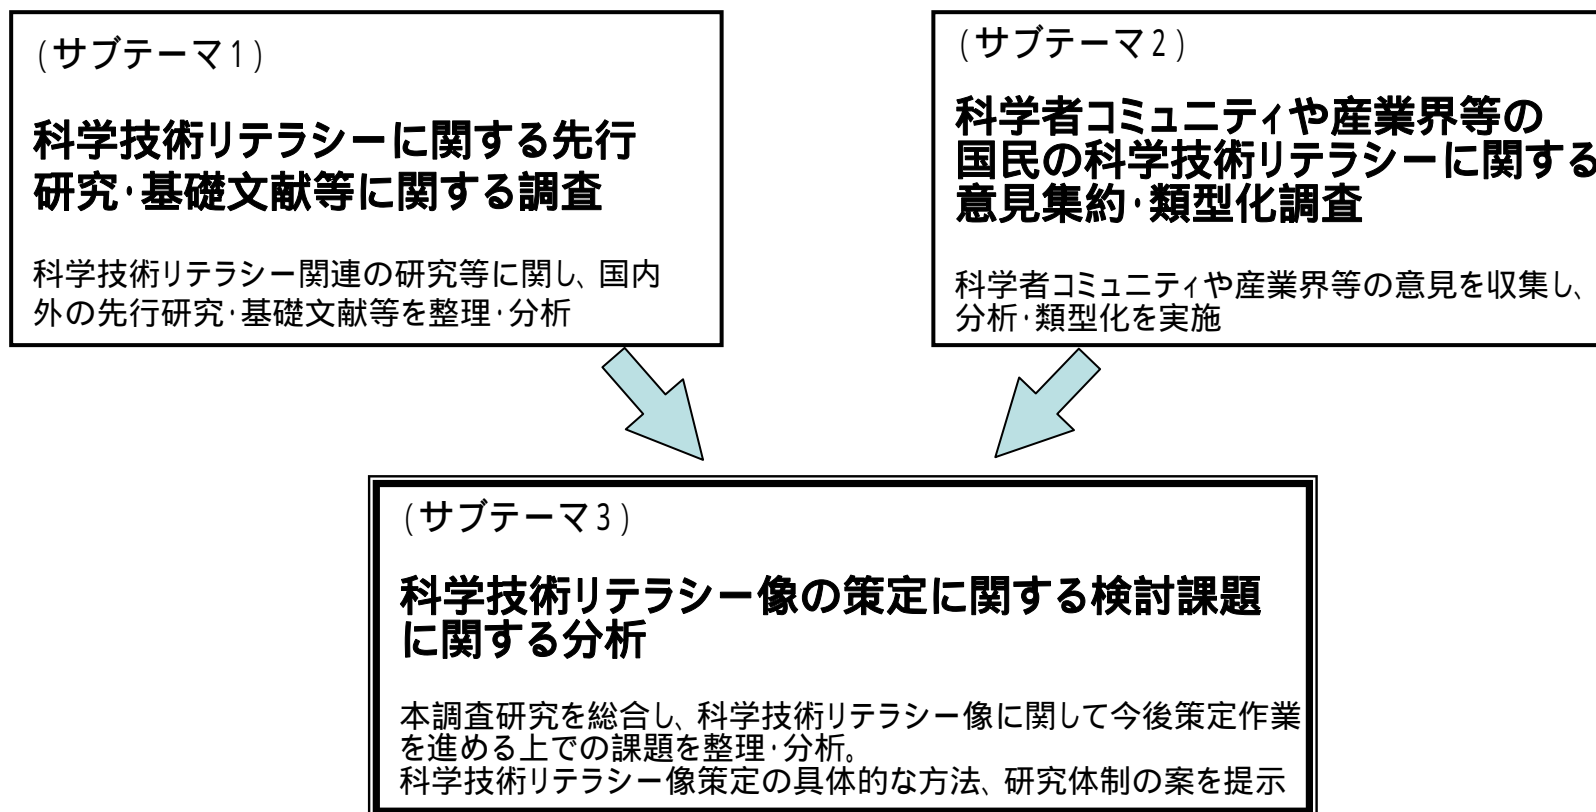 (サブテーマ1)
科学技術リテラシーに関する先行
研究・基礎文献等に関する調査
科学技術リテラシー関連の研究等に関し、国内
外の先行研究・基礎文献等を整理・分析
(サブテーマ2)
科学者コミュニティや産業界等の
国民の科学技術リテラシーに関する
意見集約・類型化調査
科学者コミュニティや産業界等の意見を収集し、
分析・類型化を実施
(サブテーマ3)
科学技術リテラシー像の策定に関する検討課題
に関する分析
本調査研究を総合し、科学技術リテラシー像に関して今後策定作業
を進める上での課題を整理・分析。
科学技術リテラシー像策定の具体的な方法、研究体制の案を提示